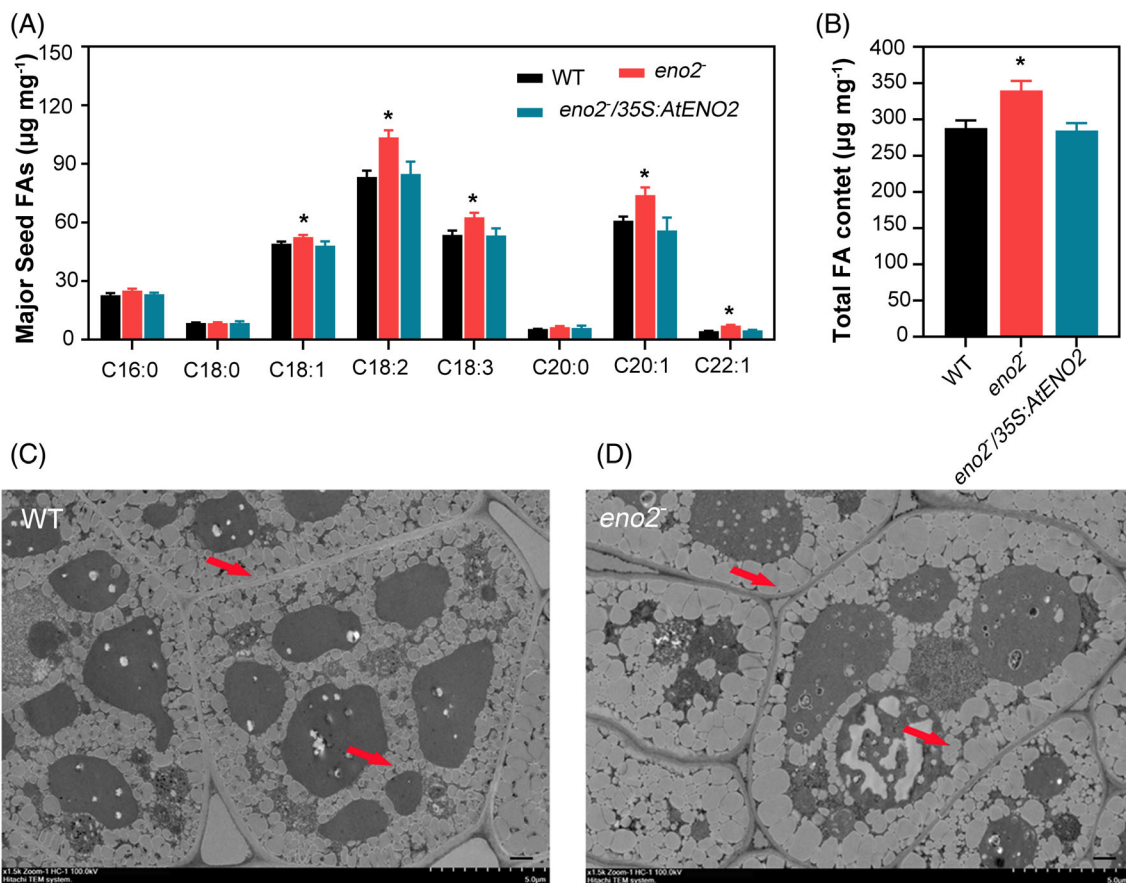 (A)
Major Seed FAs (µg mg⁻¹)
150
120
90
60
30
0
WT
eno2⁻
eno2⁻/35S:AtENO2
*
*
*
*
*
C16:0
C18:0
C18:1
C18:2
C18:3
C20:0
C20:1
C22:1
(B)
Total FA contet (µg mg⁻¹)
400
350
300
250
200
150
100
50
0
*
WT
eno2⁻
eno2⁻/35S:AtENO2
(C)
WT
x1.5k Zoom-1 HC-1 100.0kV
Hitachi TEM system.
5.0µm
(D)
eno2⁻
x1.5k Zoom-1 HC-1 100.0kV
Hitachi TEM system.
5.0µm